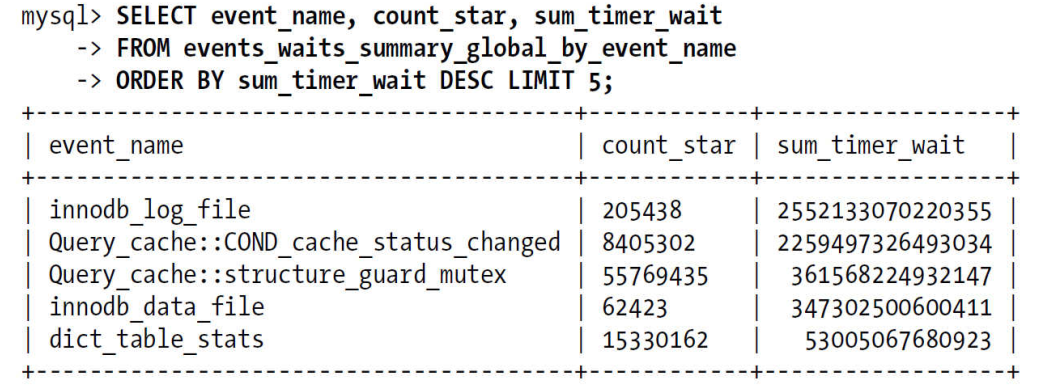 mysql> SELECT event_name, count_star, sum_timer_wait
    -> FROM events_waits_summary_global_by_event_name
    -> ORDER BY sum_timer_wait DESC LIMIT 5;
+----------------------------------------+------------+------------------+
| event_name                             | count_star | sum_timer_wait   |
+----------------------------------------+------------+------------------+
| innodb_log_file                        | 205438     | 2552133070220355 |
| Query_cache::COND_cache_status_changed | 8405302    | 2259497326493034 |
| Query_cache::structure_guard_mutex     | 55769435   |  361568224932147 |
| innodb_data_file                       | 62423      |  347302500600411 |
| dict_table_stats                       | 15330162   |   53005067680923 |
+----------------------------------------+------------+------------------+